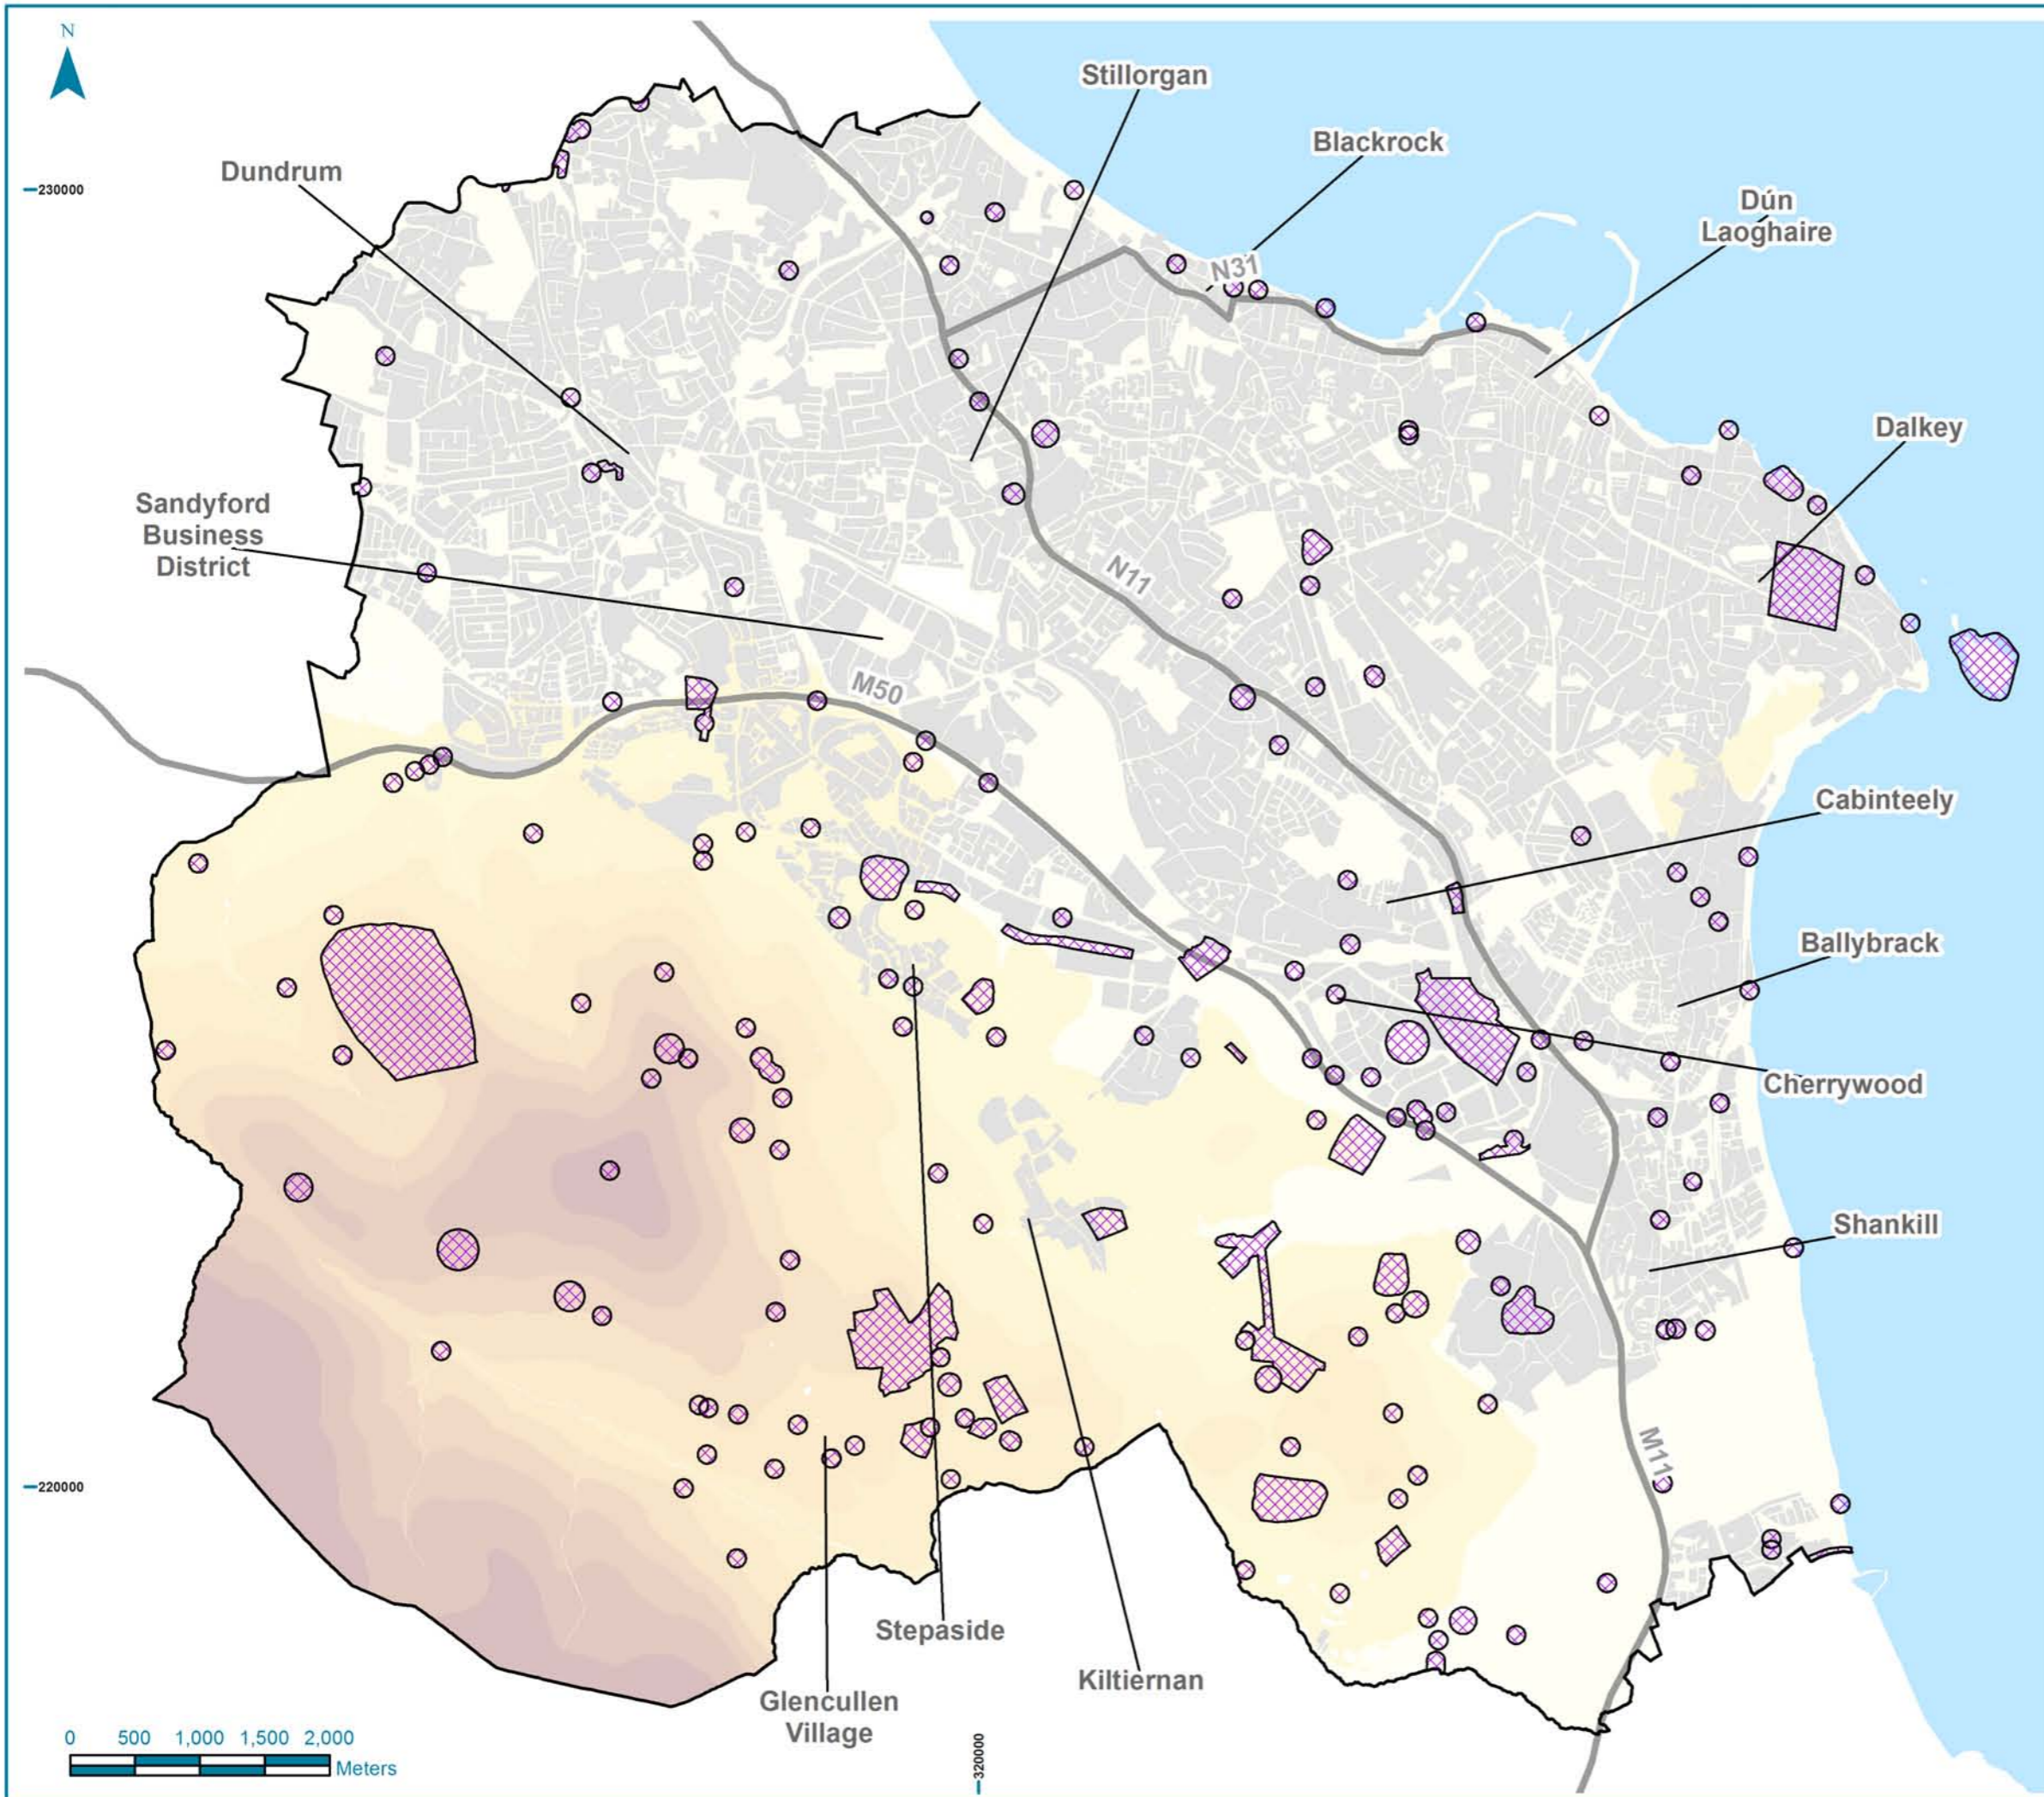 N
Stillorgan
Blackrock
Dundrum
230000
Dún
Laoghaire
N31
Dalkey
Sandyford
Business
District
N11
M50
Cabinteely
Ballybrack
Cherrywood
Shankill
M11
220000
Stepaside
Kiltiernan
Glencullen
Village
320000
0 500 1,000 1,500 2,000
Meters